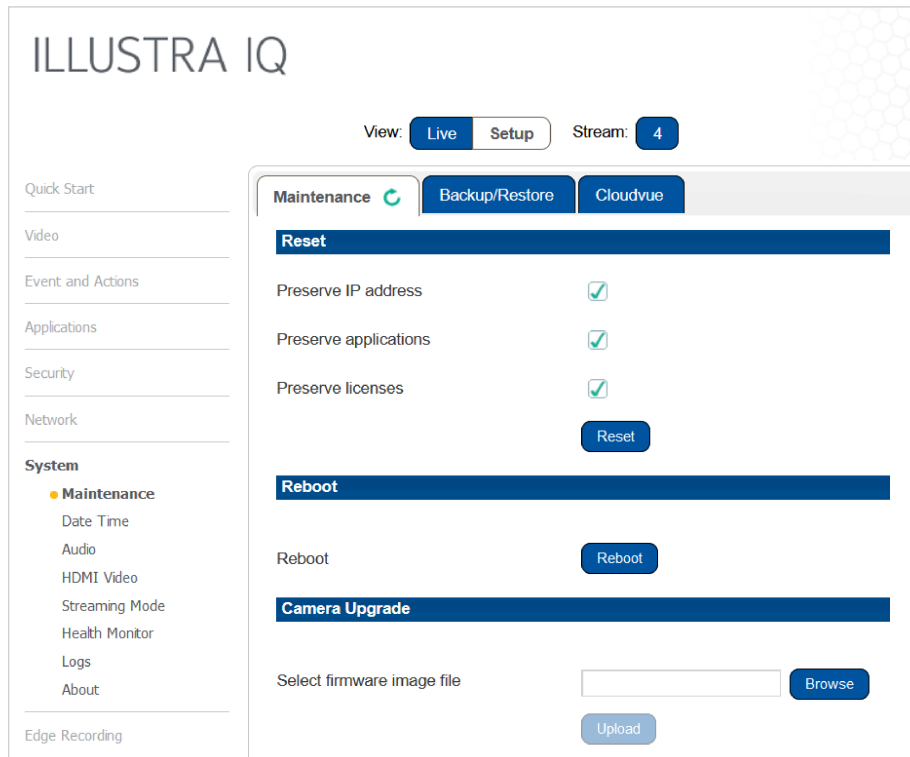 ILLUSTRA IQ
View: Live Setup Stream: 4
Quick Start
Video
Event and Actions
Applications
Security
Network
System
Maintenance
Date Time
Audio
HDMI Video
Streaming Mode
Health Monitor
Logs
About
Edge Recording
Maintenance Backup/Restore Cloudvue
Reset
Preserve IP address
Preserve applications
Preserve licenses
Reset
Reboot
Reboot Reboot
Camera Upgrade
Select firmware image file Browse
Upload